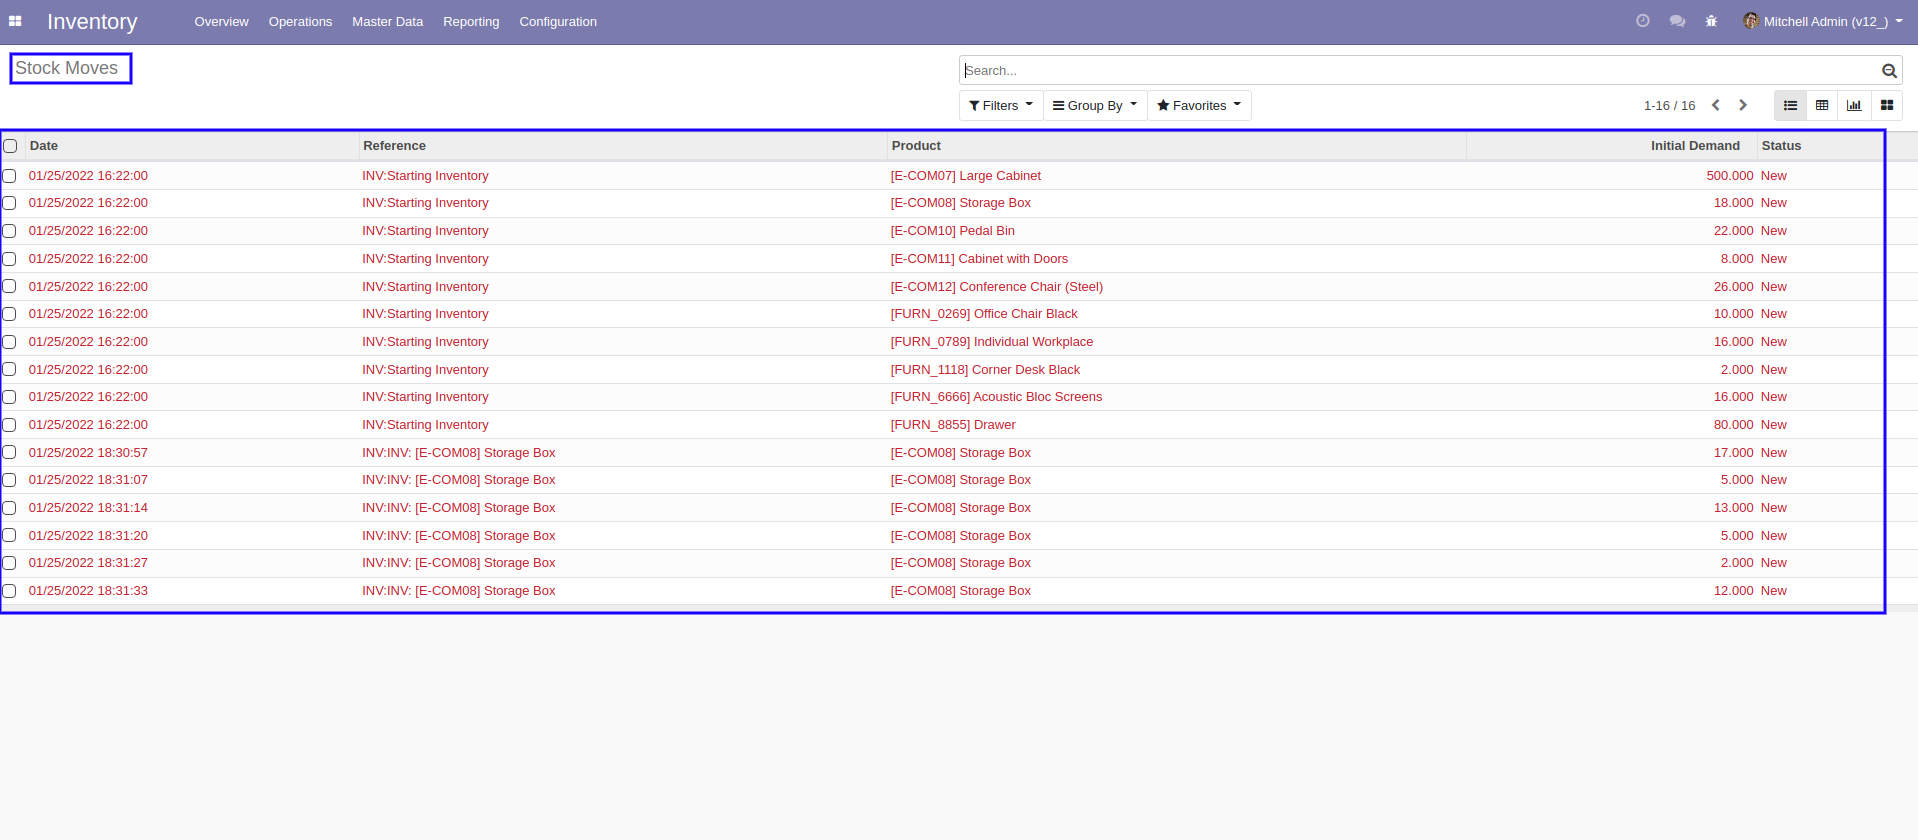 Inventory Overview Operations Master Data Reporting Configuration Mitchell Admin (v12_)
Stock Moves
Search...
Filters Group By Favorites 1-16 / 16
Date Reference Product Initial Demand Status
01/25/2022 16:22:00 INV:Starting Inventory [E-COM07] Large Cabinet 500.000 New
01/25/2022 16:22:00 INV:Starting Inventory [E-COM08] Storage Box 18.000 New
01/25/2022 16:22:00 INV:Starting Inventory [E-COM10] Pedal Bin 22.000 New
01/25/2022 16:22:00 INV:Starting Inventory [E-COM11] Cabinet with Doors 8.000 New
01/25/2022 16:22:00 INV:Starting Inventory [E-COM12] Conference Chair (Steel) 26.000 New
01/25/2022 16:22:00 INV:Starting Inventory [FURN_0269] Office Chair Black 10.000 New
01/25/2022 16:22:00 INV:Starting Inventory [FURN_0789] Individual Workplace 16.000 New
01/25/2022 16:22:00 INV:Starting Inventory [FURN_1118] Corner Desk Black 2.000 New
01/25/2022 16:22:00 INV:Starting Inventory [FURN_6666] Acoustic Bloc Screens 16.000 New
01/25/2022 16:22:00 INV:Starting Inventory [FURN_8855] Drawer 80.000 New
01/25/2022 18:30:57 INV:INV: [E-COM08] Storage Box [E-COM08] Storage Box 17.000 New
01/25/2022 18:31:07 INV:INV: [E-COM08] Storage Box [E-COM08] Storage Box 5.000 New
01/25/2022 18:31:14 INV:INV: [E-COM08] Storage Box [E-COM08] Storage Box 13.000 New
01/25/2022 18:31:20 INV:INV: [E-COM08] Storage Box [E-COM08] Storage Box 5.000 New
01/25/2022 18:31:27 INV:INV: [E-COM08] Storage Box [E-COM08] Storage Box 2.000 New
01/25/2022 18:31:33 INV:INV: [E-COM08] Storage Box [E-COM08] Storage Box 12.000 New